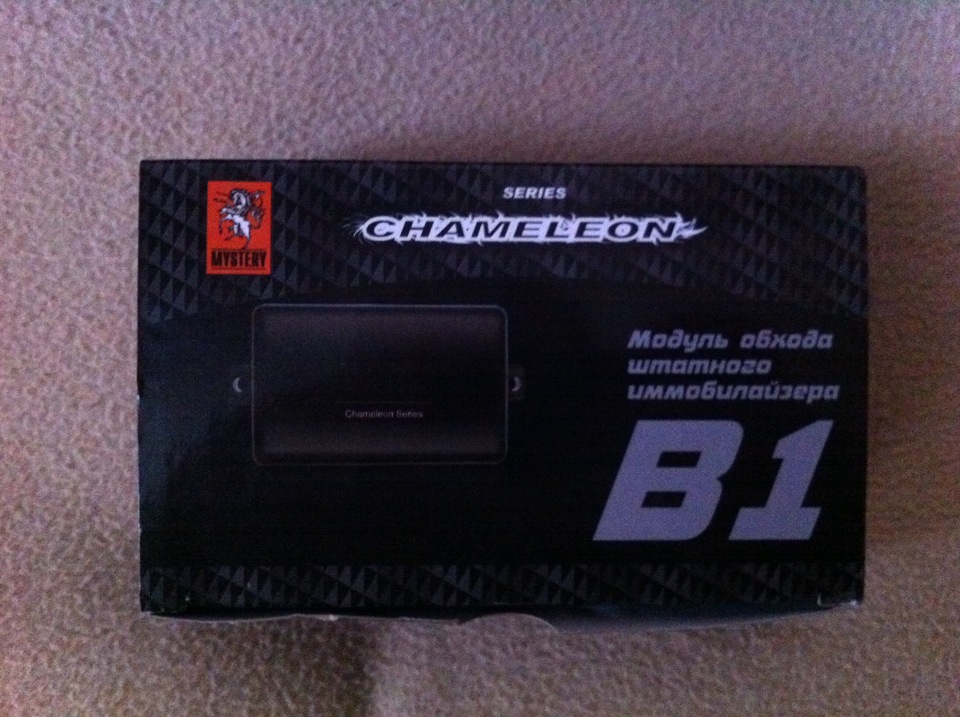 MYSTERY
SERIES
CHAMELEON
Chameleon Series
Модуль обхода
штатного
иммобилайзера
B1